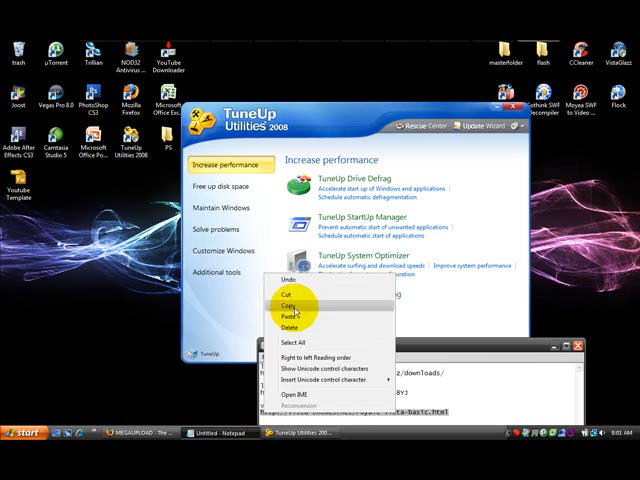 trash
µTorrent
Trillian
NOD32
Antivirus ...
YouTube
Downloader
masterfolder
flash
CCleaner
VistaGlazz
Joost
Vegas Pro 8.0
PhotoShop
CS3
Mozilla
Firefox
Microsoft
Office Exc...
Decompiler
Moyea SWF
to Video ...
Flock
Adobe After
Effects CS3
Camtasia
Studio 5
Microsoft
Office Po...
TuneUp
Utilities 2008
PS
Youtube
Template
TuneUp
Utilities 2008
Rescue Center
Update Wizard
Increase performance
Free up disk space
Maintain Windows
Solve problems
Customize Windows
Additional tools
Increase performance
TuneUp Drive Defrag
Accelerate start up of Windows and applications
Schedule automatic defragmentation
TuneUp StartUp Manager
Prevent automatic start of unwanted applications
Schedule automatic start of applications
TuneUp System Optimizer
Accelerate surfing and download speeds
Improve system performance
TuneUp
Undo
Cut
Copy
Paste
Delete
Select All
Right to left Reading order
Show Unicode control characters
Insert Unicode control character
Open IME
Reconversion
z/downloads/
start
MEGAUPLOAD - The ...
Untitled - Notepad
TuneUp Utilities 200...
8:01 AM